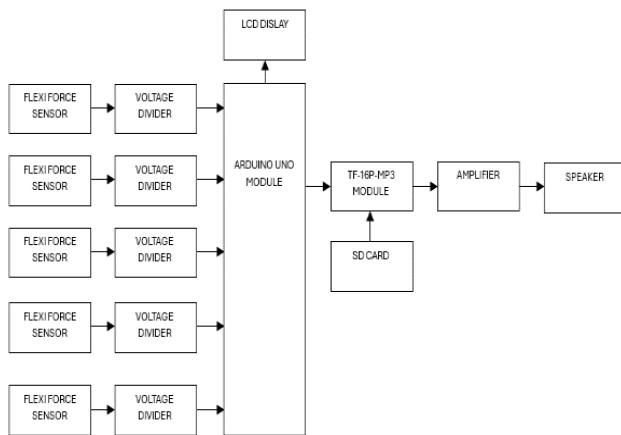 LCD DISLAY
FLEXI FORCE
SENSOR
VOLTAGE
DIVIDER
FLEXI FORCE
SENSOR
VOLTAGE
DIVIDER
ARDUINO UNO
MODULE
TF-16P-MP3
MODULE
AMPLIFIER
SPEAKER
FLEXI FORCE
SENSOR
VOLTAGE
DIVIDER
SD CARD
FLEXI FORCE
SENSOR
VOLTAGE
DIVIDER
FLEXI FORCE
SENSOR
VOLTAGE
DIVIDER